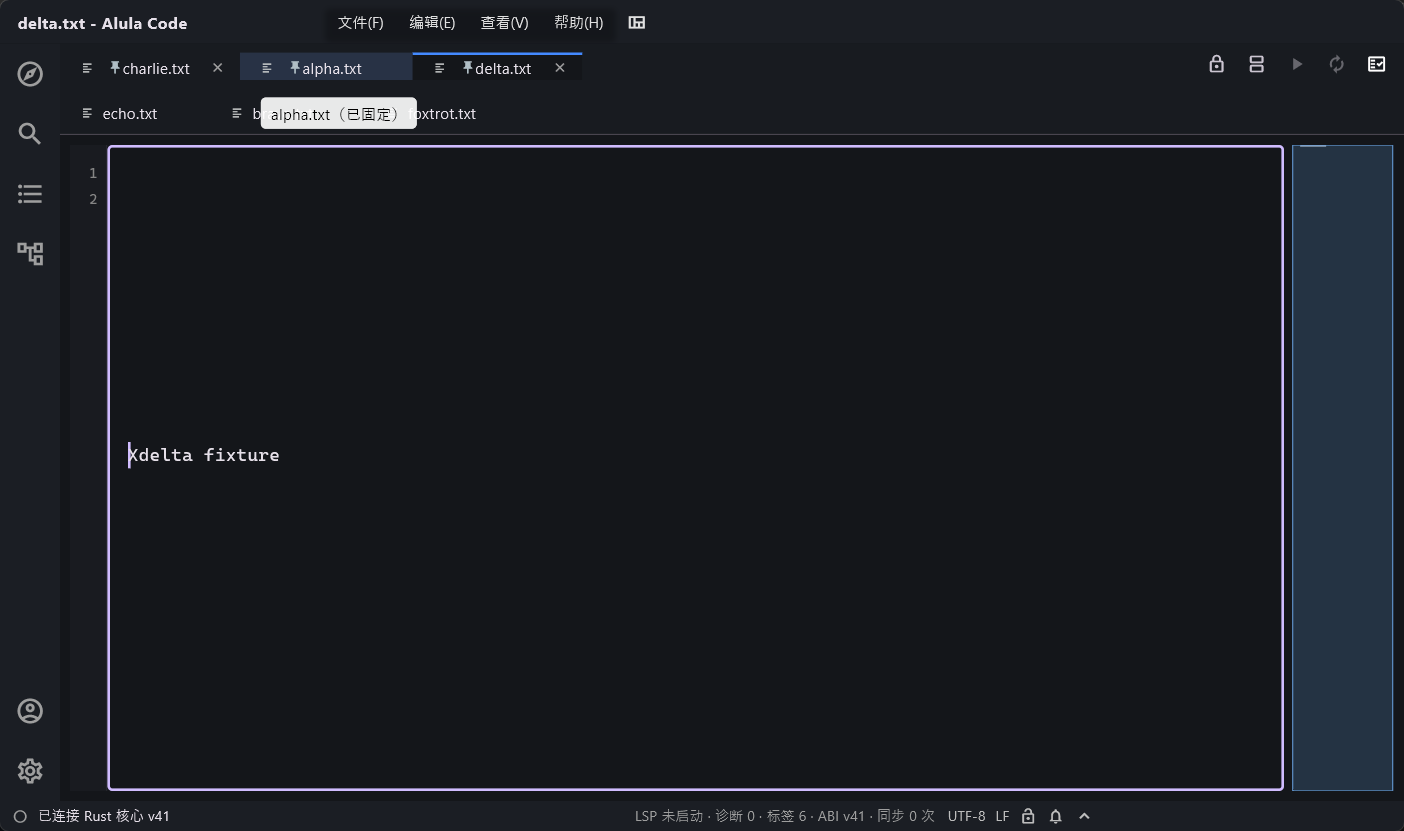 delta.txt - Alula Code
文件(F) 编辑(E) 查看(V) 帮助(H)
charlie.txt alpha.txt delta.txt
echo.txt alpha.txt（已固定） foxtrot.txt
1
2
Xdelta fixture
已连接 Rust 核心 v41
LSP 未启动 · 诊断 0 · 标签 6 · ABI v41 · 同步 0 次 UTF-8 LF